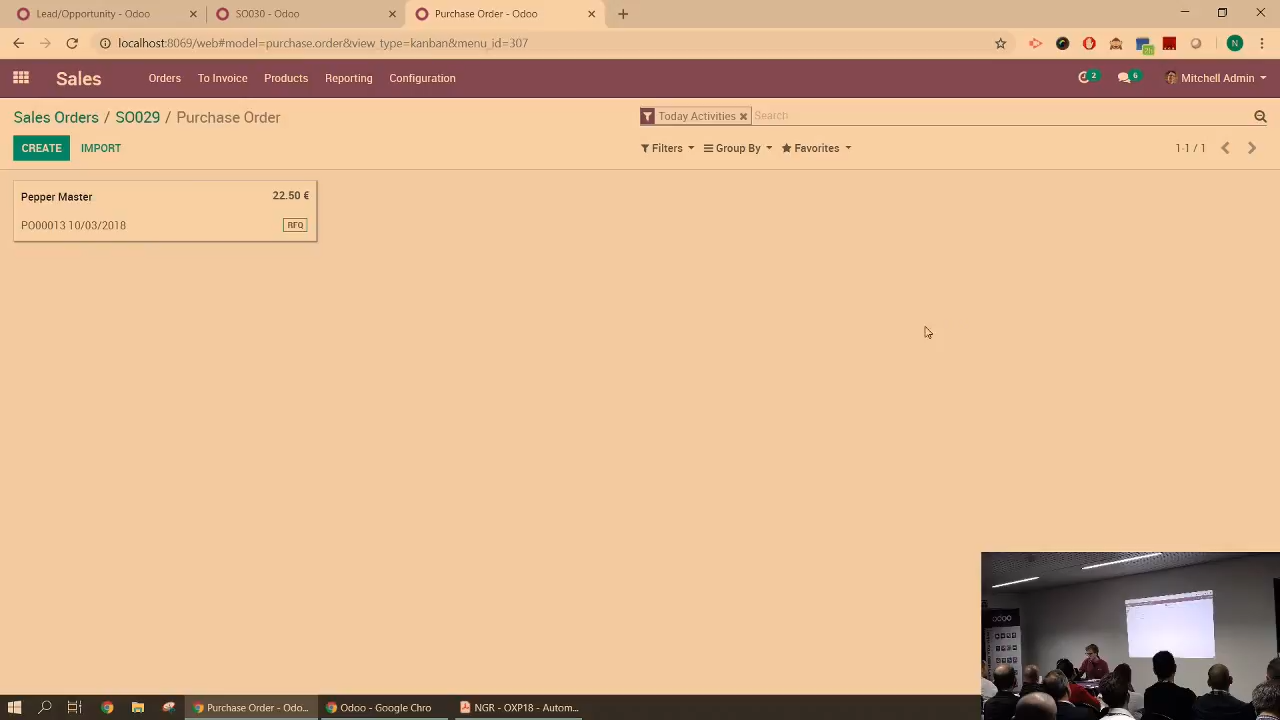 Lead/Opportunity - Odoo
SO030 - Odoo
Purchase Order - Odoo
localhost:8069/web#model=purchase.order&view_type=kanban&menu_id=307
N
Sales
Orders
To Invoice
Products
Reporting
Configuration
2
6
Mitchell Admin
Sales Orders / SO029 / Purchase Order
Today Activities
Search
CREATE
IMPORT
Filters
Group By
Favorites
1-1 / 1
Pepper Master
22.50 €
PO00013 10/03/2018
RFQ
odoo
Purchase Order - Odo...
Odoo - Google Chro
NGR - OXP18 - Autom...